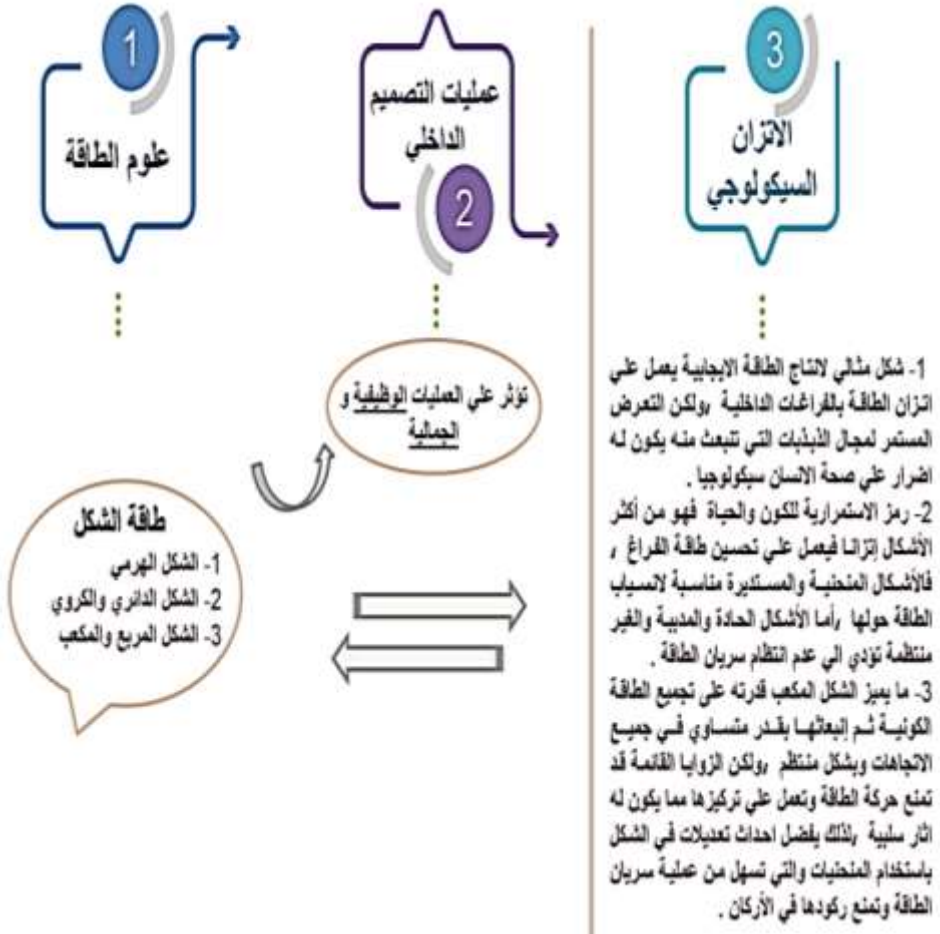 1
علوم الطاقة
2
عمليات التصميم
الداخلي
3
الاتزان
السيكولوجي
تؤثر علي العمليات الوظيفية و
الجمالية
طاقة الشكل
1- الشكل الهرمي
2- الشكل الدائري والكروي
3- الشكل المربع والمكعب
1- شكل مثالي لانتاج الطاقة الايجابية يعمل علي
اتزان الطاقة بالفراغات الداخلية ,ولكن التعرض
المستمر لمجال الذبذبات التي تنبعث منه يكون له
اضرار علي صحة الانسان سيكولوجيا .
2- رمز الاستمرارية للكون والحياة فهو من أكثر
الأشكال إتزانا فيعمل علي تحسين طاقة الفراغ ,
فالأشكال المنحنية والمستديرة مناسبة لانسياب
الطاقة حولها ,أما الأشكال الحادة والمدببة والغير
منتظمة تؤدي الي عدم انتظام سريان الطاقة .
3- ما يميز الشكل المكعب قدرته على تجميع الطاقة
الكونية ثم إنبعاثها بقدر متساوي في جميع
الاتجاهات وبشكل منتظم ,ولكن الزوايا القائمة قد
تمنع حركة الطاقة وتعمل علي تركيزها مما يكون له
اثار سلبية ,لذلك يفضل احداث تعديلات في الشكل
باستخدام المنحنيات والتي تسهل من عملية سريان
الطاقة وتمنع ركودها في الأركان .